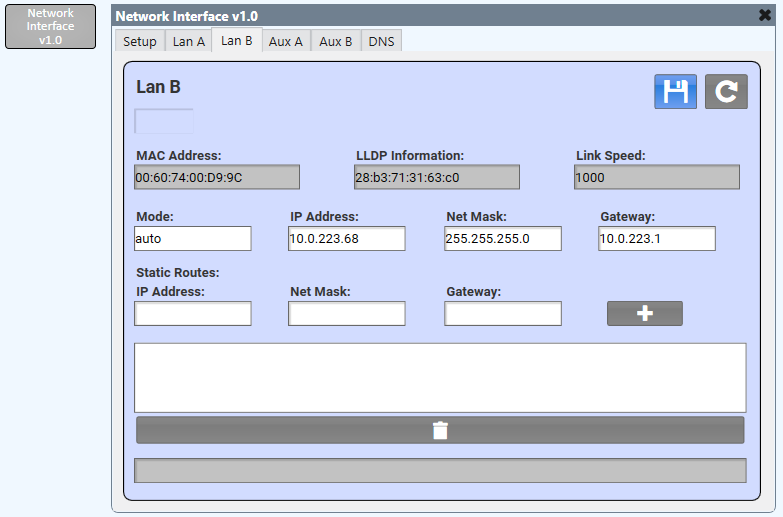 Network
Interface
v1.0
Network Interface v1.0
Setup Lan A Lan B Aux A Aux B DNS
Lan B
MAC Address: LLDP Information: Link Speed:
00:60:74:00:D9:9C 28:b3:71:31:63:c0 1000
Mode: IP Address: Net Mask: Gateway:
auto 10.0.223.68 255.255.255.0 10.0.223.1
Static Routes:
IP Address: Net Mask: Gateway: